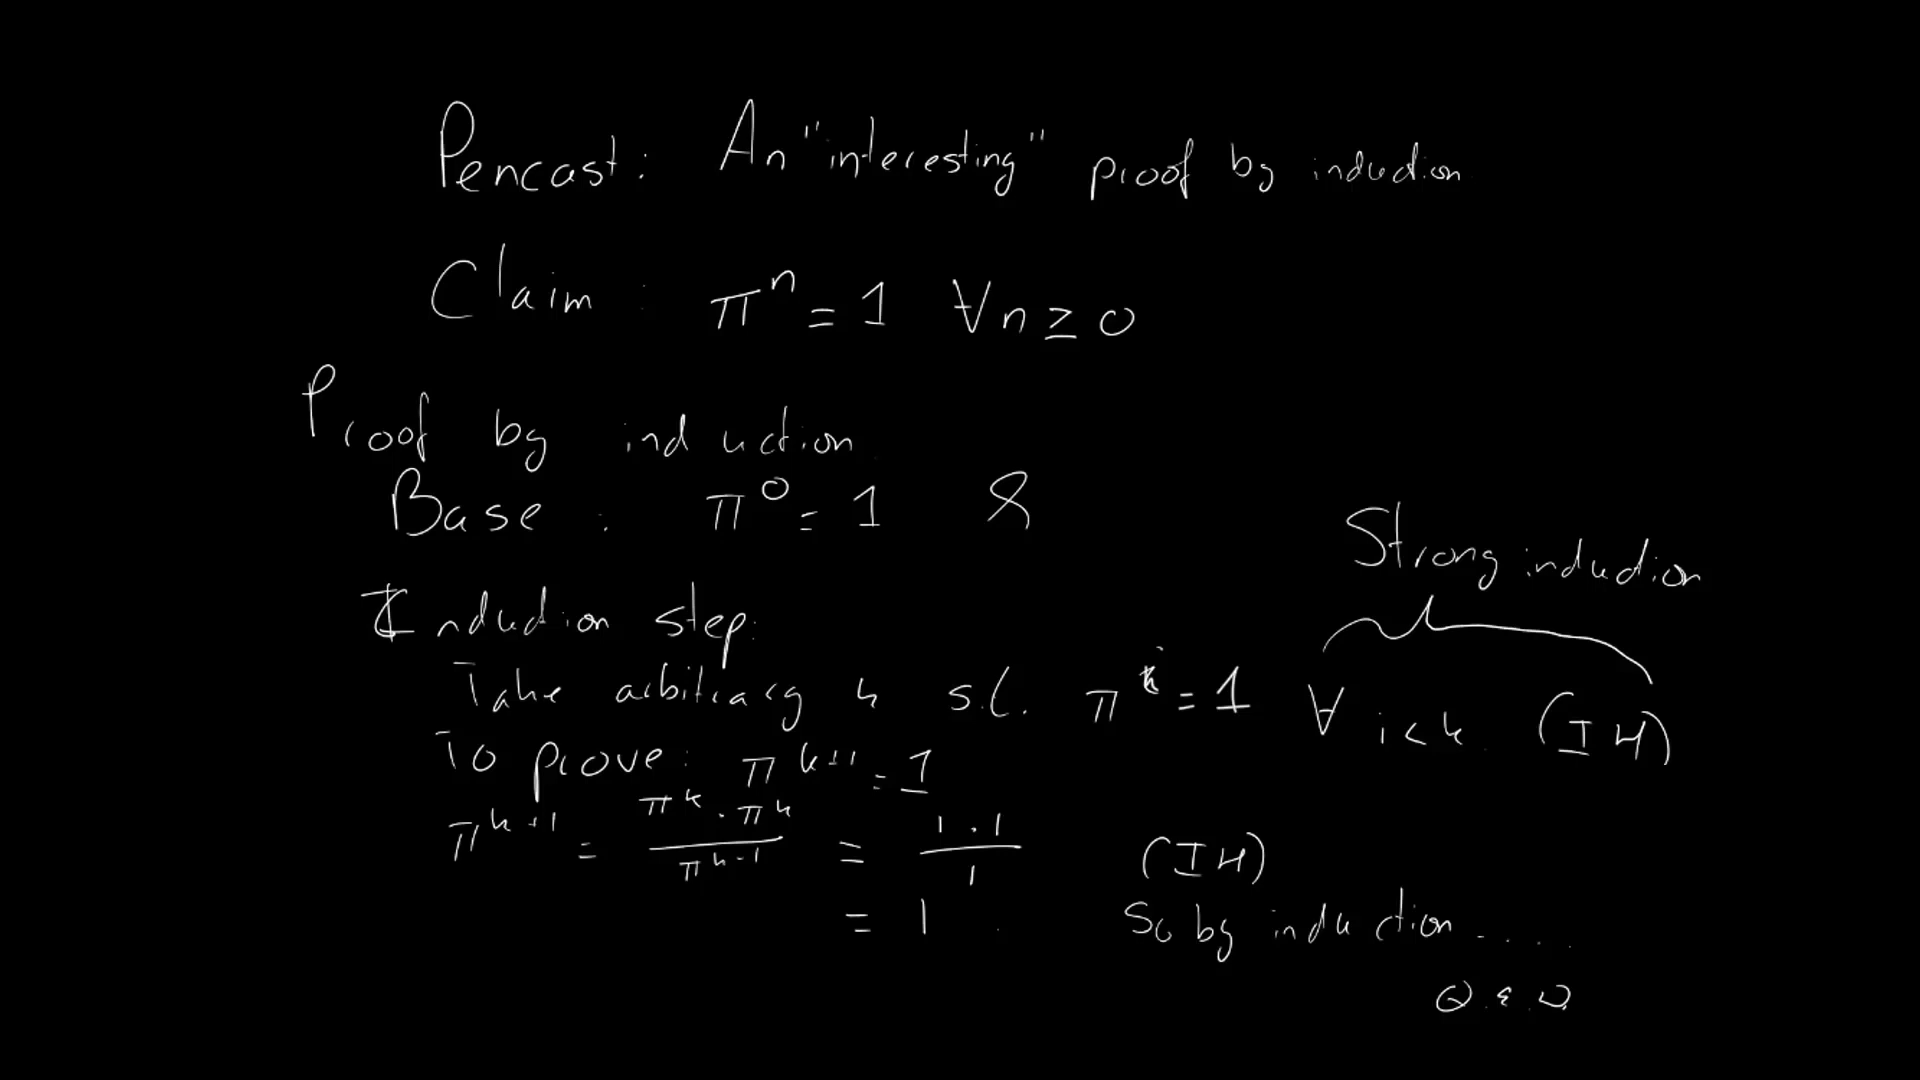 Pencast: An "interesting" proof by induction
Claim: π^n = 1 ∀n ≥ 0
Proof by induction
Base: π^0 = 1
Strong induction
Induction step:
Take arbitrary k s.t. π^i = 1 ∀ i<k (IH)
To prove: π^{k+1} = 1
π^{k+1} = (π^k · π^k) / π^{k-1} = (1 · 1) / 1 (IH)
= 1. So by induction .....
Q.E.D.